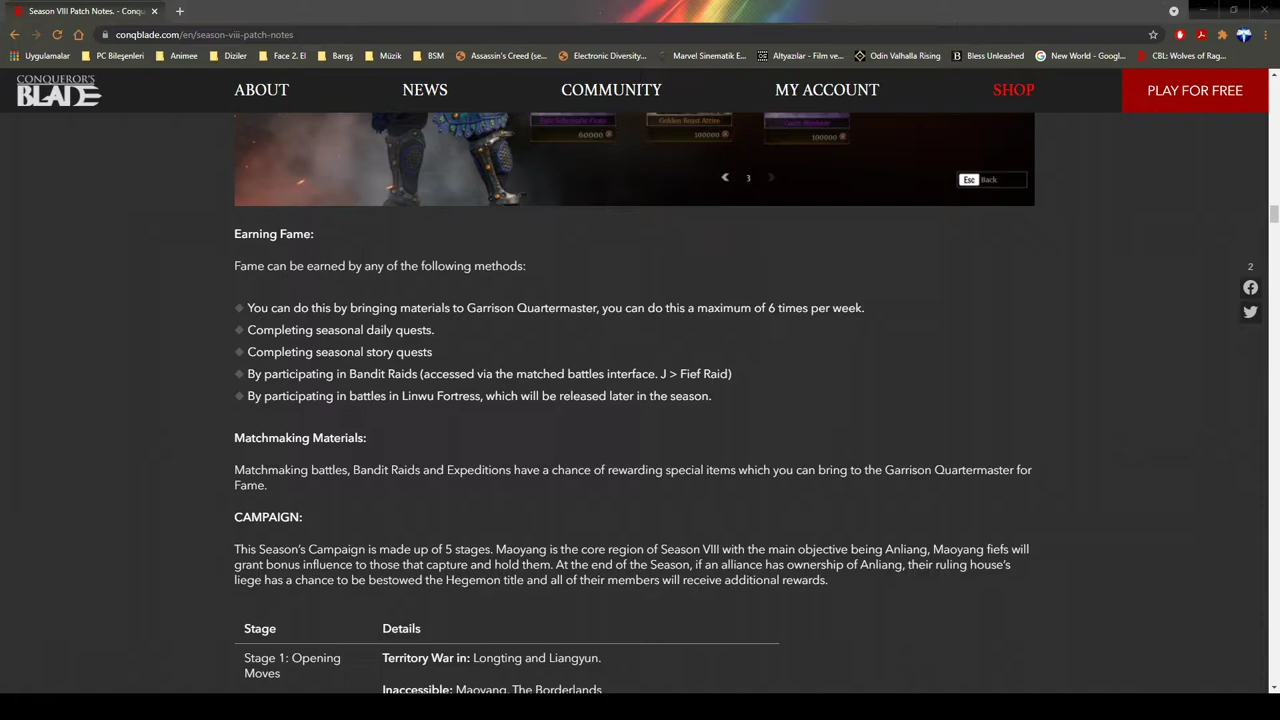 Season VIII Patch Notes. - Conqu
conqblade.com/en/season-viii-patch-notes
Uygulamalar PC Bileşenleri Animee Diziler Face 2. El Barış Müzik BSM Assassin's Creed (se... Electronic Diversity... Marvel Sinematik E... Altyazılar - Film ve... Odin Valhalla Rising Bless Unleashed New World - Googl... CBL: Wolves of Rag...
CONQUEROR'S
BLADE
ABOUT NEWS COMMUNITY MY ACCOUNT SHOP PLAY FOR FREE
Golden Beast Attire
60000 100000 100000
3
Esc Back
Earning Fame:
Fame can be earned by any of the following methods:
2
You can do this by bringing materials to Garrison Quartermaster, you can do this a maximum of 6 times per week.
Completing seasonal daily quests.
Completing seasonal story quests
By participating in Bandit Raids (accessed via the matched battles interface. J > Fief Raid)
By participating in battles in Linwu Fortress, which will be released later in the season.
Matchmaking Materials:
Matchmaking battles, Bandit Raids and Expeditions have a chance of rewarding special items which you can bring to the Garrison Quartermaster for
Fame.
CAMPAIGN:
This Season's Campaign is made up of 5 stages. Maoyang is the core region of Season VIII with the main objective being Anliang, Maoyang fiefs will
grant bonus influence to those that capture and hold them. At the end of the Season, if an alliance has ownership of Anliang, their ruling house's
liege has a chance to be bestowed the Hegemon title and all of their members will receive additional rewards.
Stage Details
Stage 1: Opening Territory War in: Longting and Liangyun.
Moves
Inaccessible: Maoyang, The Borderlands